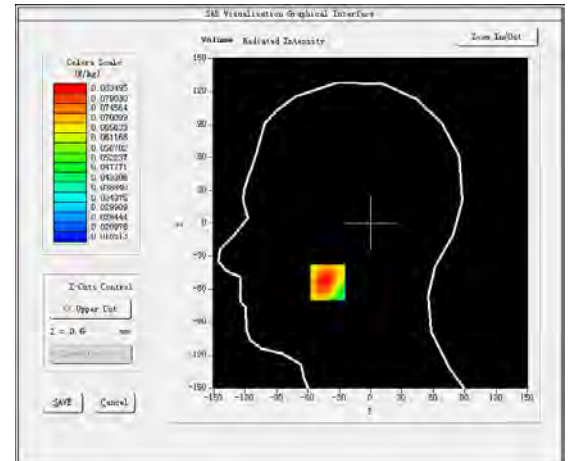 SAR Visualisation Graphical Interface
Volume Radiated Intensity
Zoom In/Out
Colors Scale
(W/kg)
0.083495
0.079030
0.074564
0.070099
0.065633
0.061168
0.056702
0.052237
0.047771
0.043306
0.038840
0.034375
0.029909
0.025444
0.020978
0.016513
150
120
90
60
30
0
-30
-60
-90
-120
-150
-150 -120 -90 -60 -30 0 30 60 90 120 150
Y
Z-Cuts Control
<< Upper Cut
Z = 0.6 mm
SAVE
Cancel